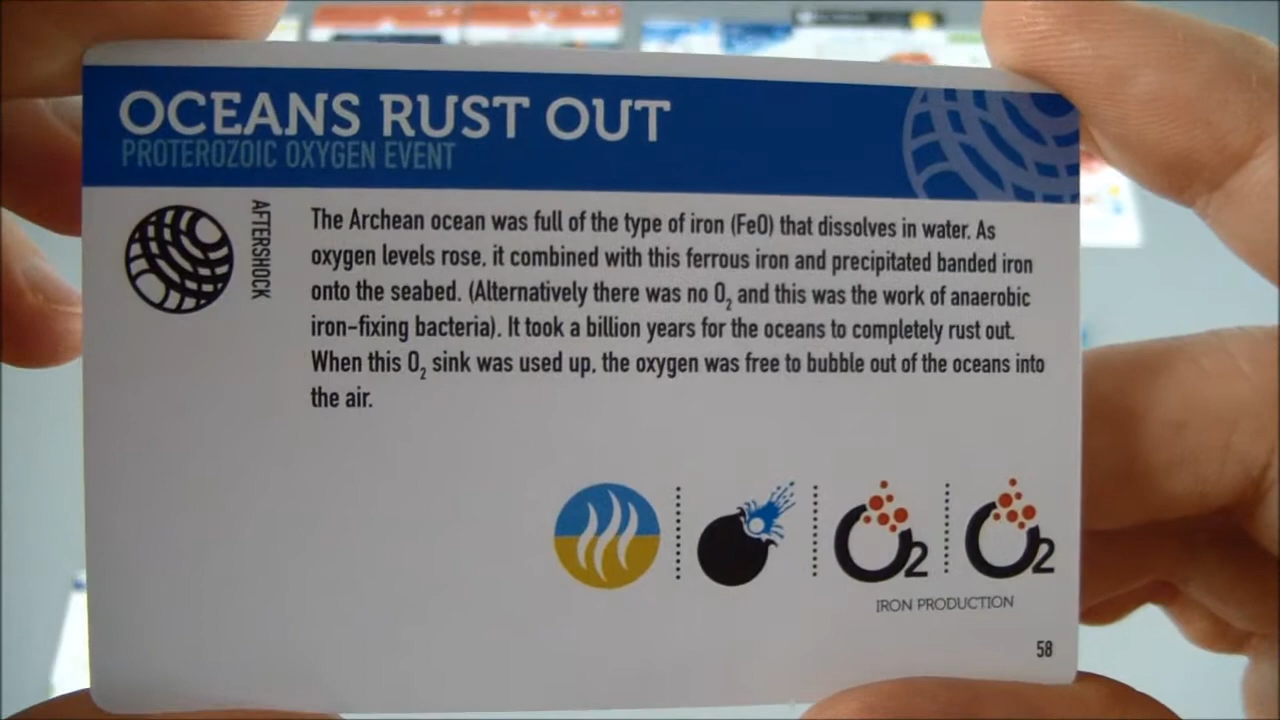 OCEANS RUST OUT
PROTEROZOIC OXYGEN EVENT
AFTERSHOCK
The Archean ocean was full of the type of iron (FeO) that dissolves in water. As
oxygen levels rose, it combined with this ferrous iron and precipitated banded iron
onto the seabed. (Alternatively there was no O₂ and this was the work of anaerobic
iron-fixing bacteria). It took a billion years for the oceans to completely rust out.
When this O₂ sink was used up, the oxygen was free to bubble out of the oceans into
the air.
O2 O2
IRON PRODUCTION
58